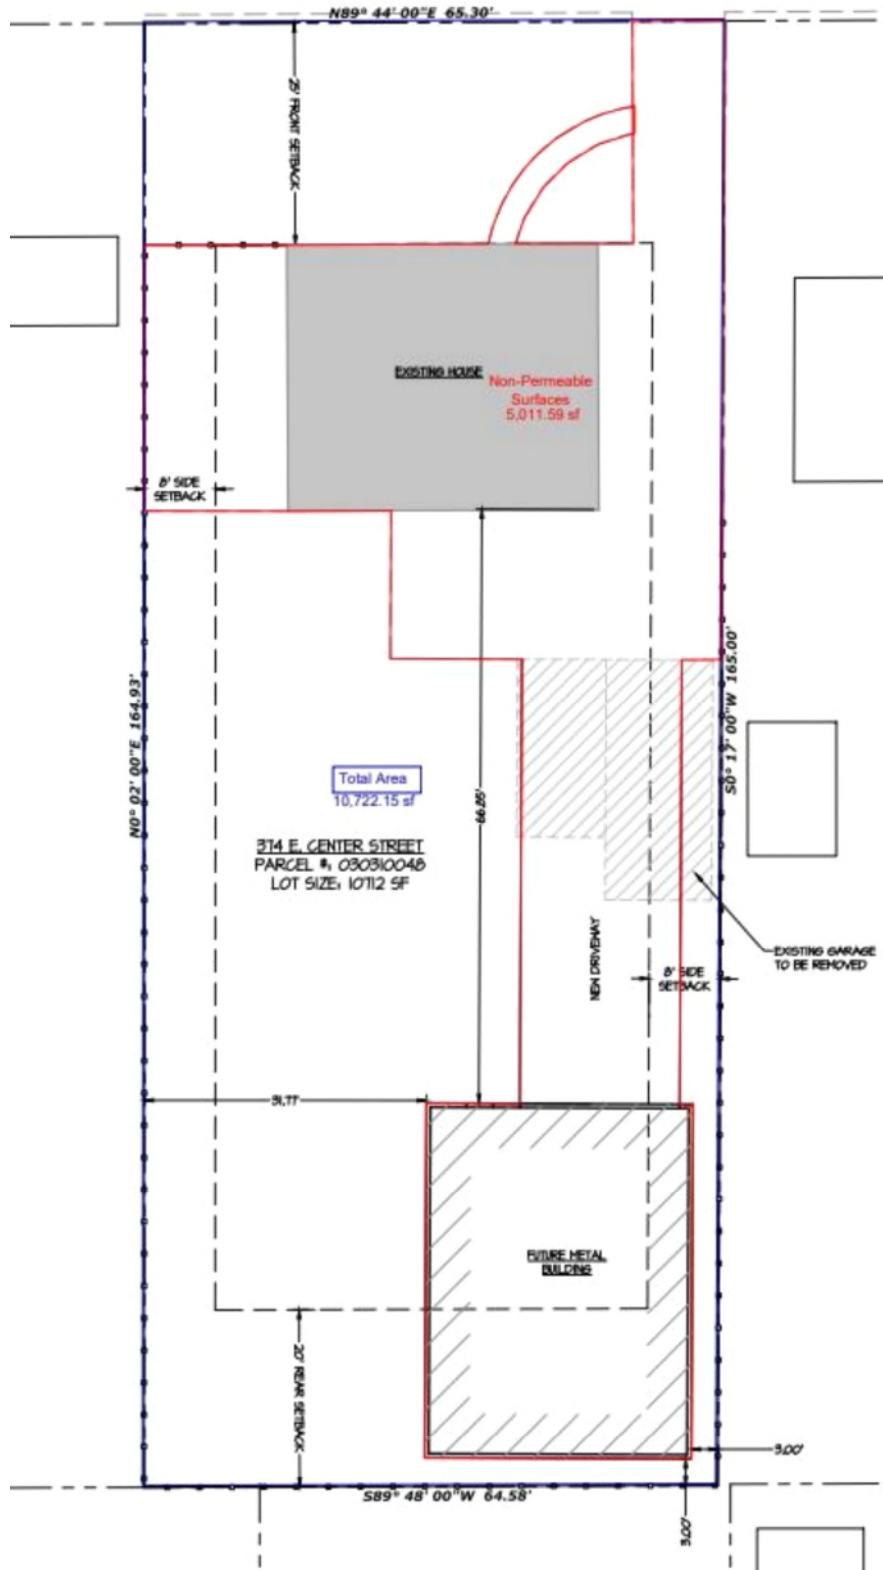 N89° 44' 00"E 65.30'
25' FRONT SETBACK
EXISTING HOUSE
Non-Permeable
Surfaces
5,011.59 sf
8' SIDE
SETBACK
N0° 02' 00"E 164.93'
S0° 17' 00"W 165.00'
Total Area
10,722.15 sf
66.85'
314 E. CENTER STREET
PARCEL #: 030310048
LOT SIZE: 10712 SF
EXISTING GARAGE
TO BE REMOVED
NEW DRIVEWAY
8' SIDE
SETBACK
31.77
FUTURE METAL
BUILDING
20' REAR SETBACK
3.00'
S89° 48' 00"W 64.58'
3.00'